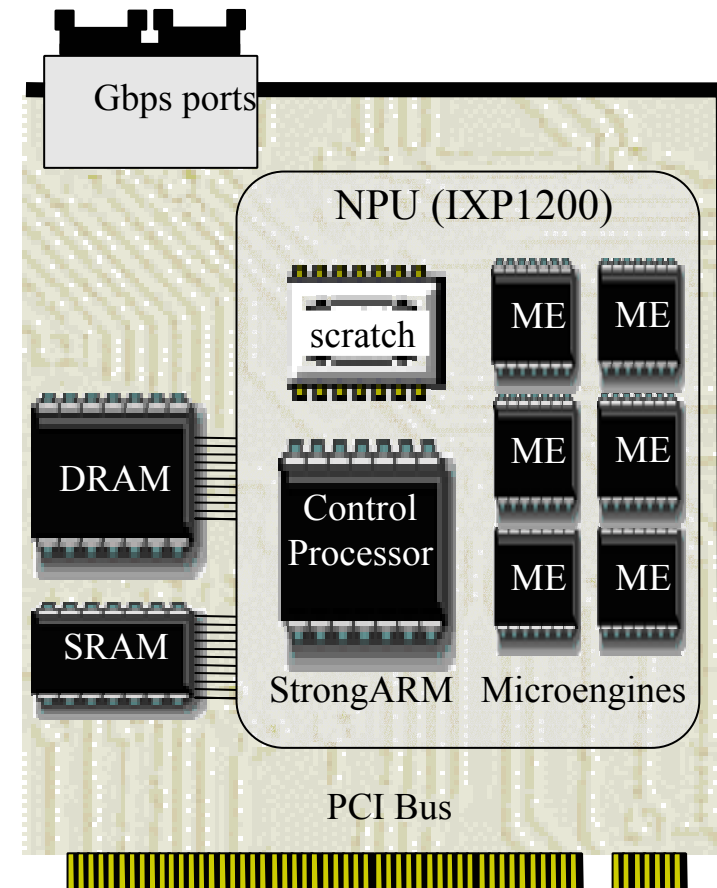 Gbps ports
NPU (IXP1200)
scratch
ME ME
ME ME
ME ME
DRAM
SRAM
Control
Processor
StrongARM Microengines
PCI Bus